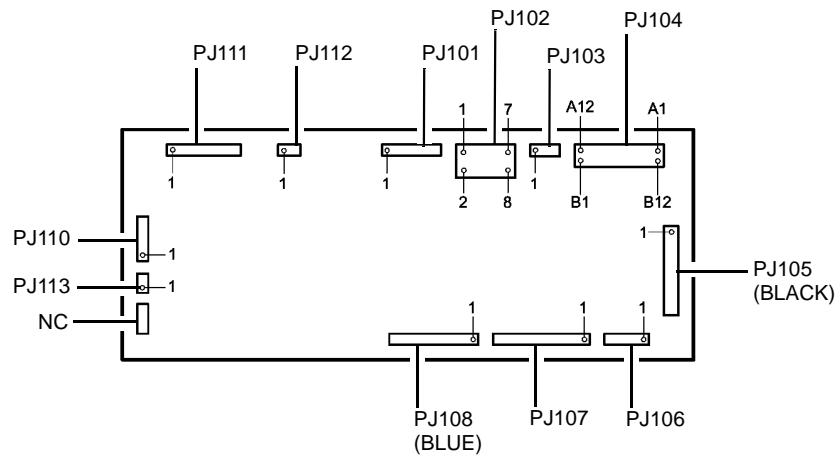 PJ102
PJ104
PJ111
PJ112
PJ101
PJ103
1
7
A12
A1
1
1
1
1
2
8
B1
B12
PJ110
1
1
PJ113
1
PJ105
(BLACK)
NC
1
1
1
PJ108
(BLUE)
PJ107
PJ106